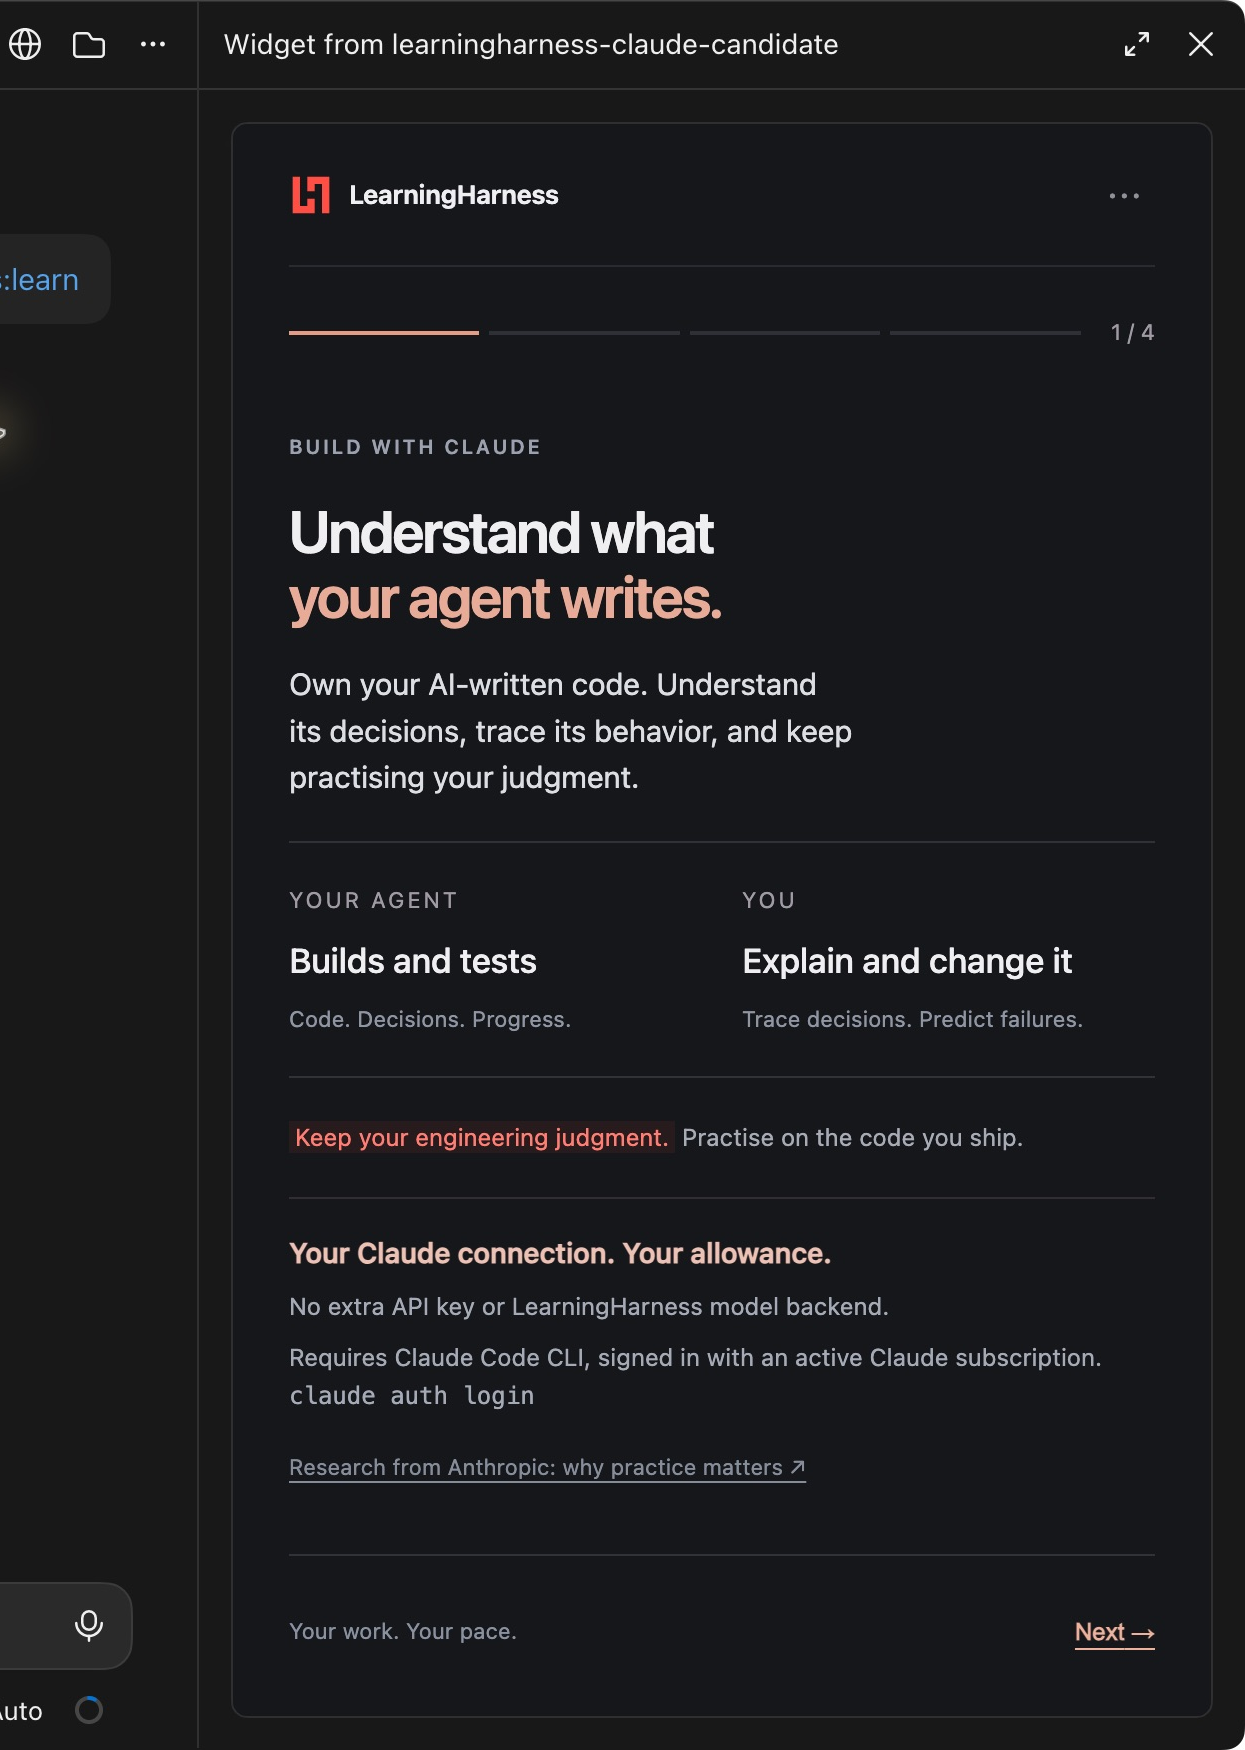 Widget from learningharness-claude-candidate
:learn
LearningHarness
1 / 4
BUILD WITH CLAUDE
Understand what
your agent writes.
Own your AI-written code. Understand
its decisions, trace its behavior, and keep
practising your judgment.
YOUR AGENT
Builds and tests
Code. Decisions. Progress.
YOU
Explain and change it
Trace decisions. Predict failures.
Keep your engineering judgment. Practise on the code you ship.
Your Claude connection. Your allowance.
No extra API key or LearningHarness model backend.
Requires Claude Code CLI, signed in with an active Claude subscription.
claude auth login
Research from Anthropic: why practice matters ↗
Your work. Your pace.
Next →
Auto